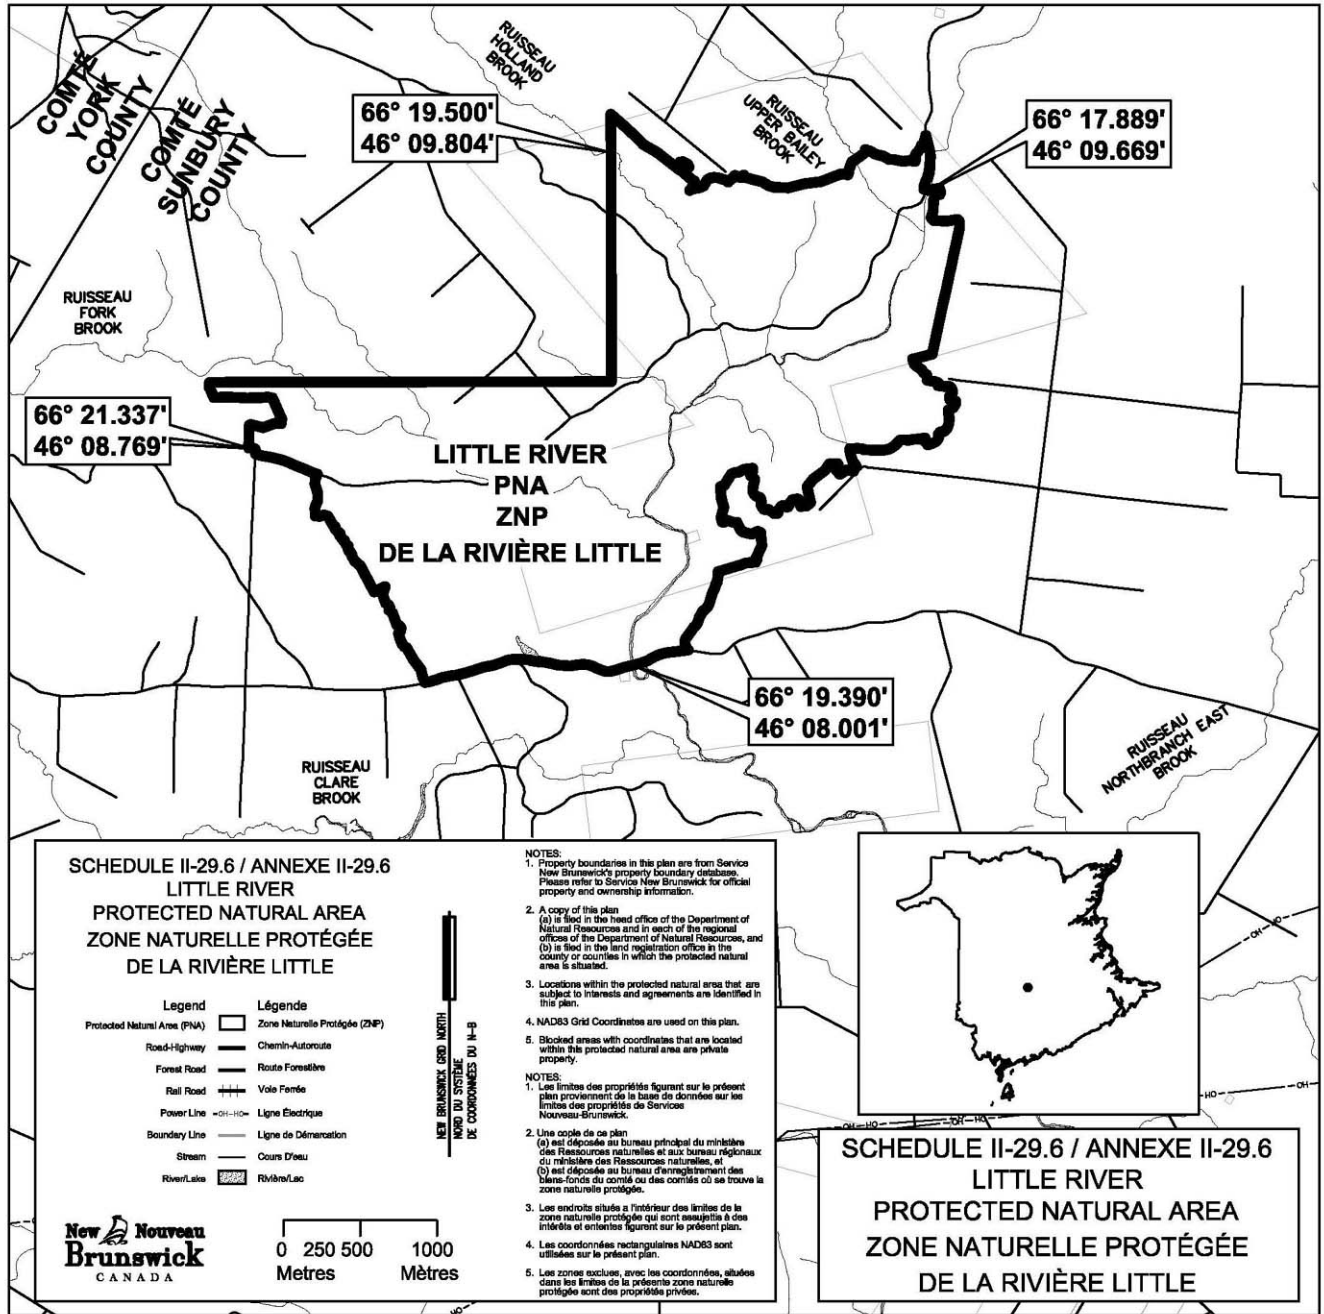 COMTÉ
YORK
COUNTY
COMTÉ
SUNBURY
COUNTY
RUISSEAU
HOLLAND
BROOK
66° 19.500'
46° 09.804'
RUISSEAU
UPPER BAILEY
BROOK
66° 17.889'
46° 09.669'
RUISSEAU
FORK
BROOK
66° 21.337'
46° 08.769'
LITTLE RIVER
PNA
ZNP
DE LA RIVIÈRE LITTLE
66° 19.390'
46° 08.001'
RUISSEAU
CLARE
BROOK
RUISSEAU
NORTHBRANCH EAST
BROOK
SCHEDULE II-29.6 / ANNEXE II-29.6
LITTLE RIVER
PROTECTED NATURAL AREA
ZONE NATURELLE PROTÉGÉE
DE LA RIVIÈRE LITTLE
Legend Légende
Protected Natural Area (PNA) Zone Naturelle Protégée (ZNP)
Road-Highway Chemin-Autoroute
Forest Road Route Forestière
Rail Road Voie Ferrée
Power Line -OH-HO- Ligne Électrique
Boundary Line Ligne de Démarcation
Stream Cours D'eau
River/Lake Rivière/Lac
NEW BRUNSWICK GRID NORTH
NORD DU SYSTÈME
DE COORDONNÉES DU N-B
New Nouveau
Brunswick
CANADA
0 250 500 1000
Metres Mètres
NOTES:
1. Property boundaries in this plan are from Service
New Brunswick's property boundary database.
Please refer to Service New Brunswick for official
property and ownership information.
2. A copy of this plan
(a) is filed in the head office of the Department of
Natural Resources and in each of the regional
offices of the Department of Natural Resources, and
(b) is filed in the land registration office in the
county or counties in which the protected natural
area is situated.
3. Locations within the protected natural area that are
subject to interests and agreements are identified in
this plan.
4. NAD83 Grid Coordinates are used on this plan.
5. Blocked areas with coordinates that are located
within this protected natural area are private
property.
NOTES:
1. Les limites des propriétés figurant sur le présent
plan proviennent de la base de données sur les
limites des propriétés de Services
Nouveau-Brunswick.
2. Une copie de ce plan
(a) est déposée au bureau principal du ministère
des Ressources naturelles et aux bureau régionaux
du ministère des Ressources naturelles, et
(b) est déposée au bureau d'enregistrement des
biens-fonds du comté ou des comtés où se trouve la
zone naturelle protégée.
3. Les endroits situés a l'intérieur des limites de la
zone naturelle protégée qui sont assujettis à des
intérêts et ententes figurent sur le présent plan.
4. Les coordonnées rectangulaires NAD83 sont
utilisées sur le présent plan.
5. Les zones exclues, avec les coordonnées, situées
dans les limites de la présente zone naturelle
protégée sont des propriétés privées.
OH
HO
OH
HO
OH-HO
OH-HO
HO
SCHEDULE II-29.6 / ANNEXE II-29.6
LITTLE RIVER
PROTECTED NATURAL AREA
ZONE NATURELLE PROTÉGÉE
DE LA RIVIÈRE LITTLE